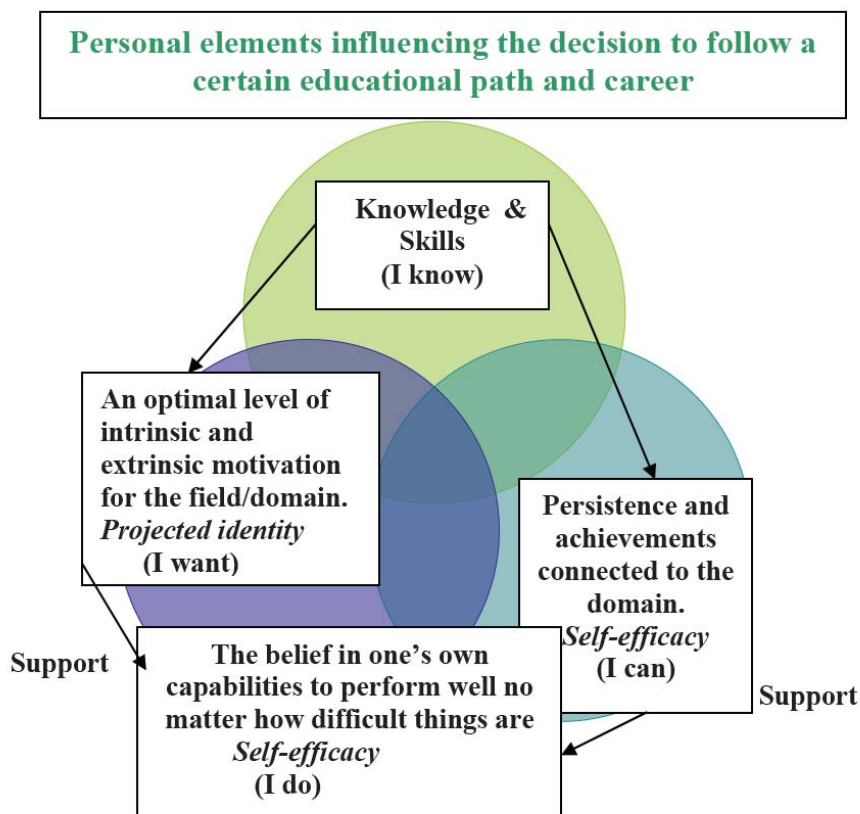 Personal elements influencing the decision to follow a
certain educational path and career
Knowledge &
Skills
(I know)
An optimal level of
intrinsic and
extrinsic motivation
for the field/domain.
Projected identity
(I want)
Persistence and
achievements
connected to the
domain.
Self-efficacy
(I can)
Support
The belief in one’s own
capabilities to perform well no
matter how difficult things are
Self-efficacy
(I do)
Support